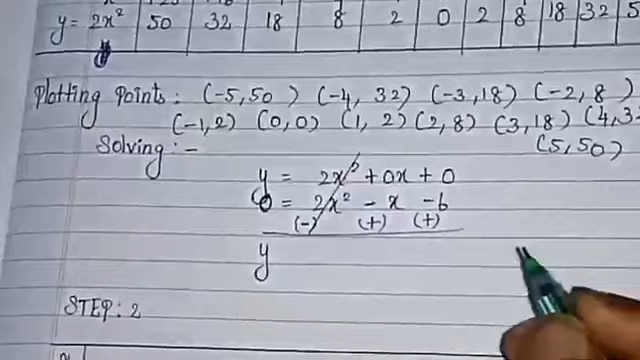 y = 2x² 50 32 18 8 2 0 2 8 18 32 5
Plotting Points : (-5,50) (-4, 32) (-3,18) (-2, 8)
(-1,2) (0,0) (1, 2) (2,8) (3,18) (4,3
(5,50)
Solving :-
y = 2x² + 0x + 0
0 = 2x² - x - 6
(-) (+) (+)
y
STEP: 2